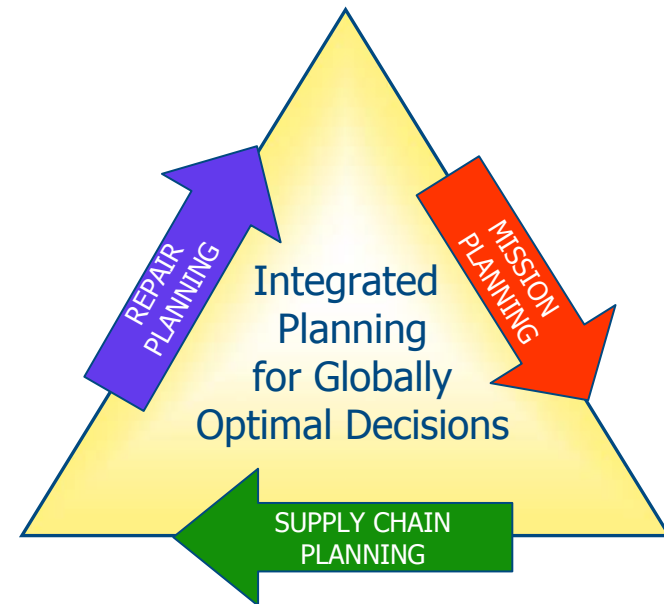 REPAIR
PLANNING
MISSION
PLANNING
Integrated
Planning
for Globally
Optimal Decisions
SUPPLY CHAIN
PLANNING